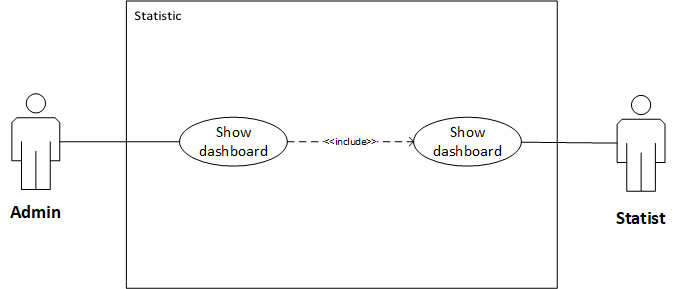 Statistic
Show
dashboard
<<include>>
Show
dashboard
Admin
Statist